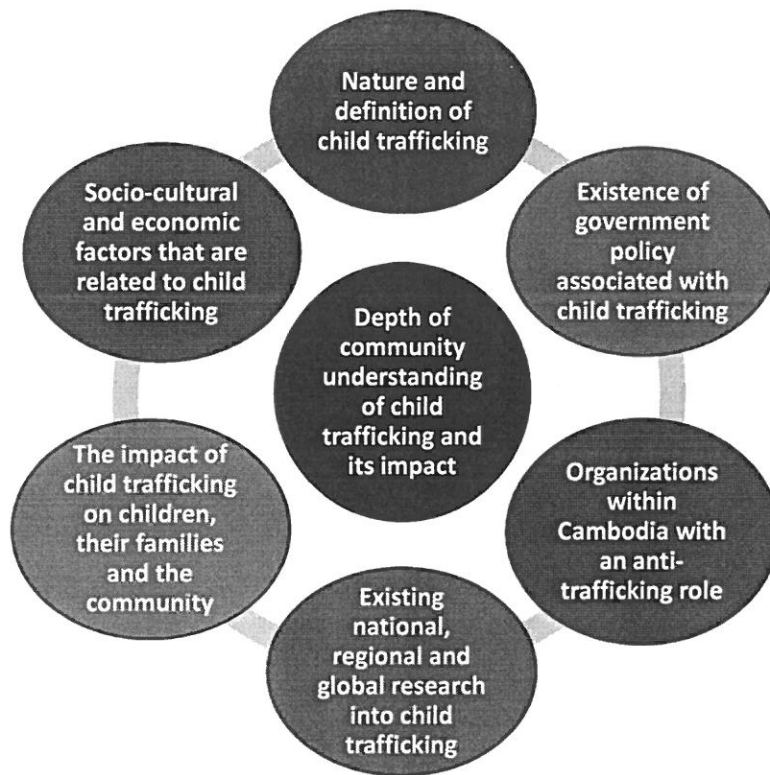 Nature and
definition of
child trafficking
Existence of
government
policy
associated with
child trafficking
Organizations
within
Cambodia with
an anti-
trafficking role
Existing
national,
regional and
global research
into child
trafficking
The impact of
child trafficking
on children,
their families
and the
community
Socio-cultural
and economic
factors that are
related to child
trafficking
Depth of
community
understanding
of child
trafficking and
its impact